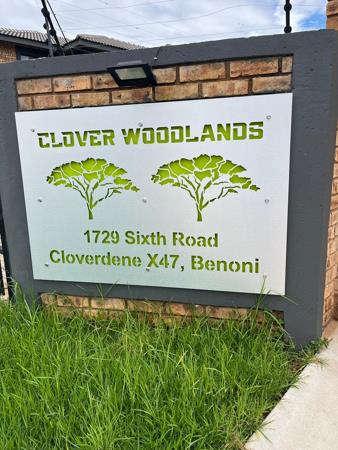 CLOVER WOODLANDS
1729 Sixth Road
Cloverdene X47, Benoni